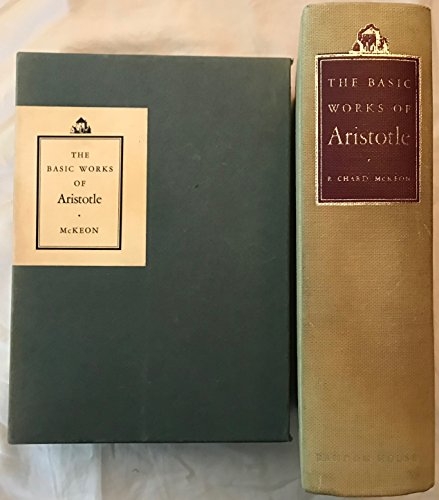 THE
BASIC WORKS
OF
Aristotle
McKEON
THE BASIC
WORKS OF
Aristotle
RICHARD McKEON
RANDOM HOUSE